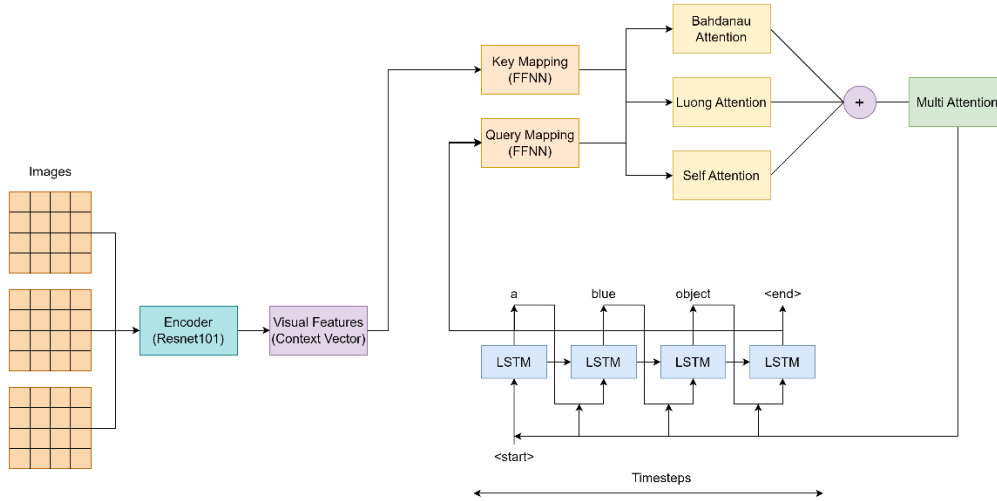 Images
Encoder
(Resnet101)
Visual Features
(Context Vector)
Key Mapping
(FFNN)
Query Mapping
(FFNN)
Bahdanau
Attention
Luong Attention
Self Attention
+
Multi Attention
a
blue
object
<end>
LSTM
LSTM
LSTM
LSTM
<start>
Timesteps